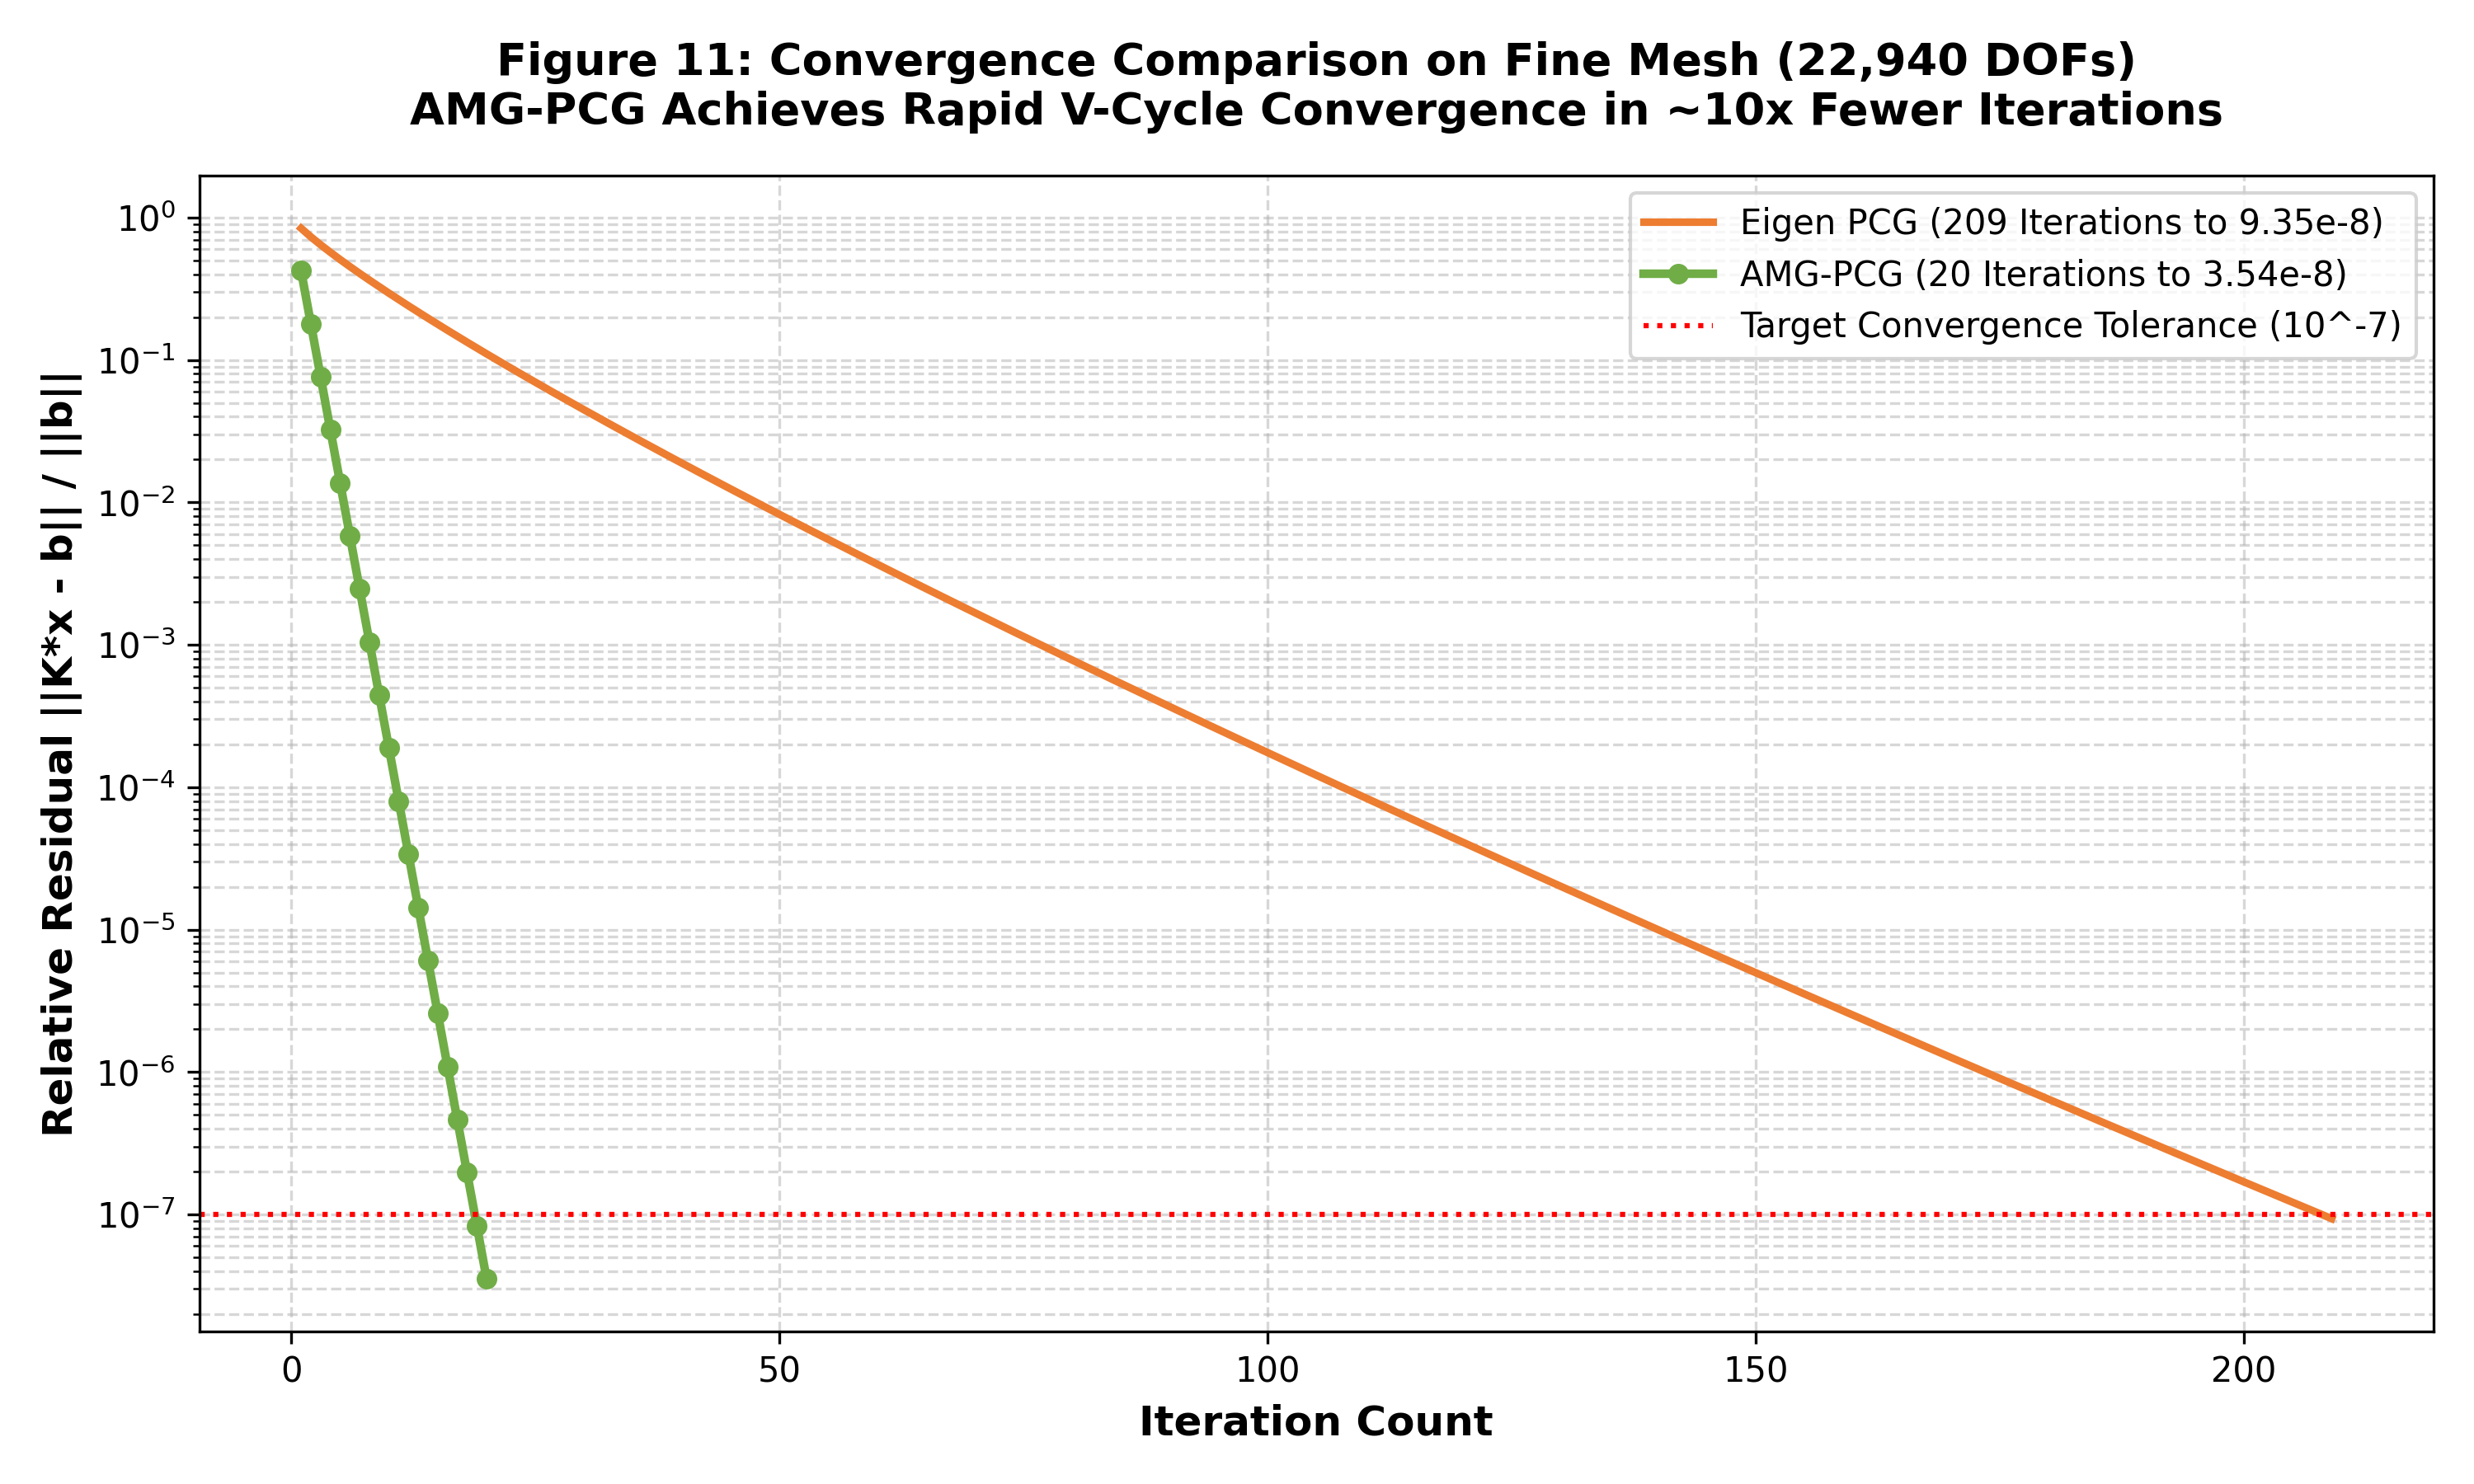 Figure 11: Convergence Comparison on Fine Mesh (22,940 DOFs)
AMG-PCG Achieves Rapid V-Cycle Convergence in ~10x Fewer Iterations
Eigen PCG (209 Iterations to 9.35e-8)
AMG-PCG (20 Iterations to 3.54e-8)
Target Convergence Tolerance (10^-7)
Relative Residual ||K*x - b|| / ||b||
10⁰
10⁻¹
10⁻²
10⁻³
10⁻⁴
10⁻⁵
10⁻⁶
10⁻⁷
0 50 100 150 200
Iteration Count